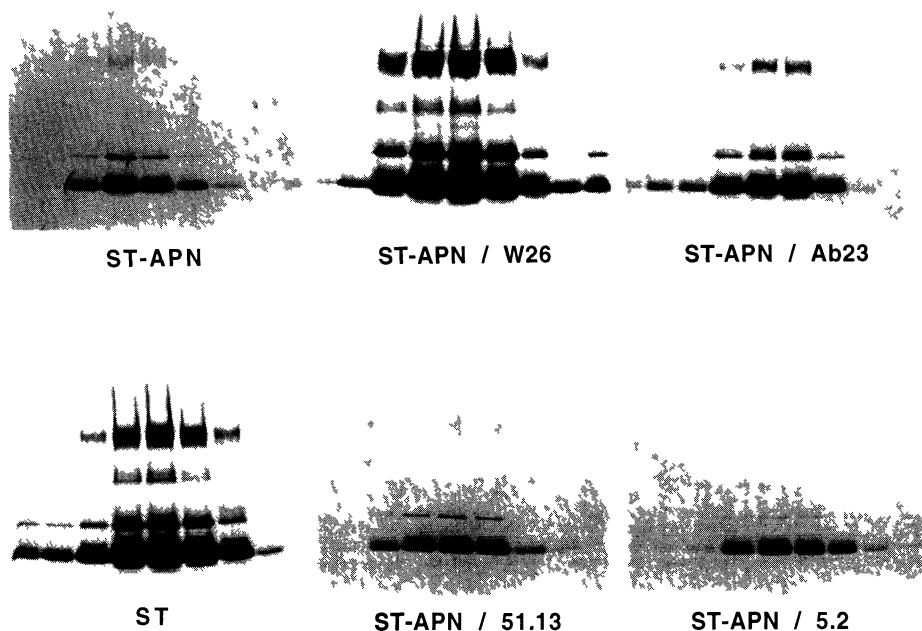 ST-APN
ST-APN / W26
ST-APN / Ab23
ST
ST-APN / 51.13
ST-APN / 5.2